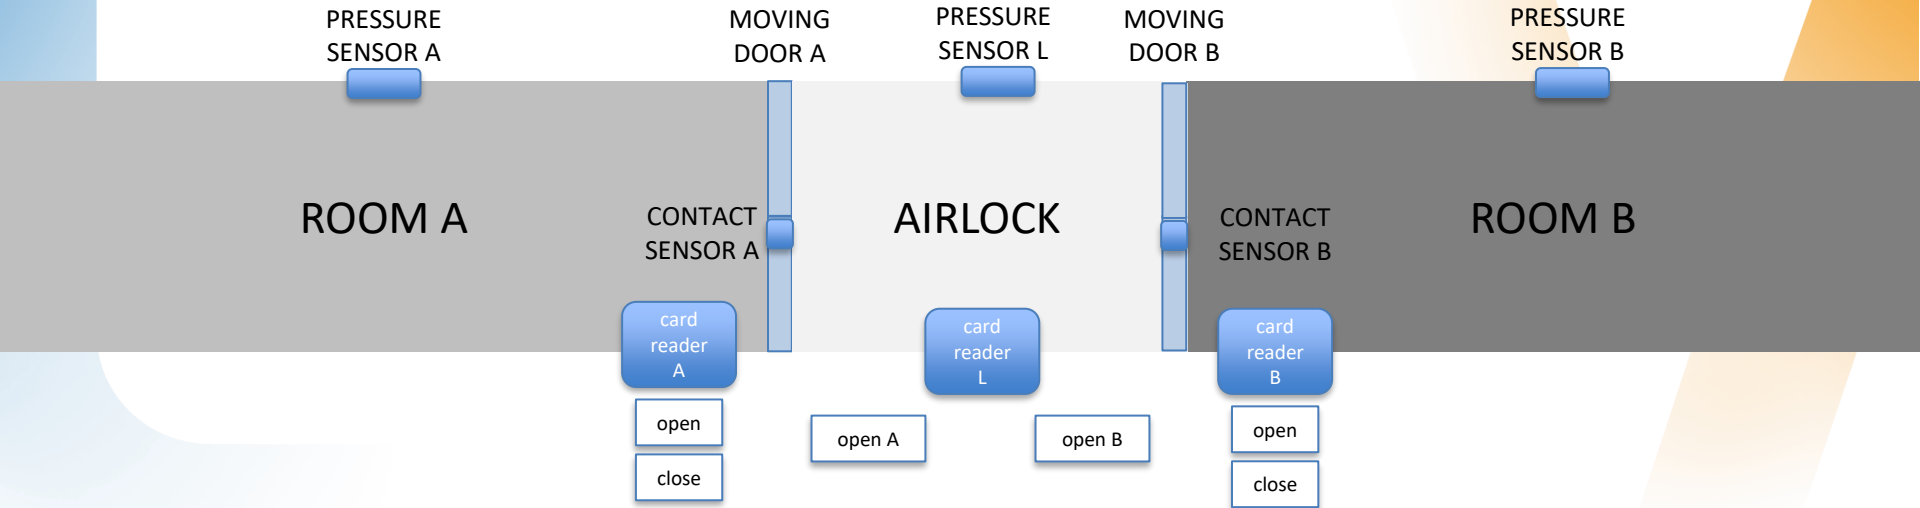 PRESSURE
SENSOR A
MOVING
DOOR A
PRESSURE
SENSOR L
MOVING
DOOR B
PRESSURE
SENSOR B
ROOM A
CONTACT
SENSOR A
AIRLOCK
CONTACT
SENSOR B
ROOM B
card
reader
A
card
reader
L
card
reader
B
open
close
open A
open B
open
close